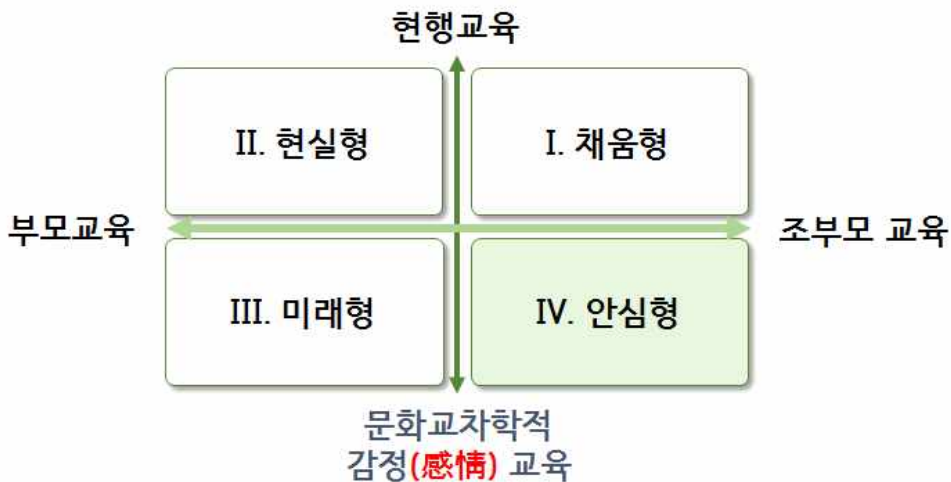 현행교육
II. 현실형
I. 채움형
부모교육
조부모 교육
III. 미래형
IV. 안심형
문화교차학적
감정(感情) 교육